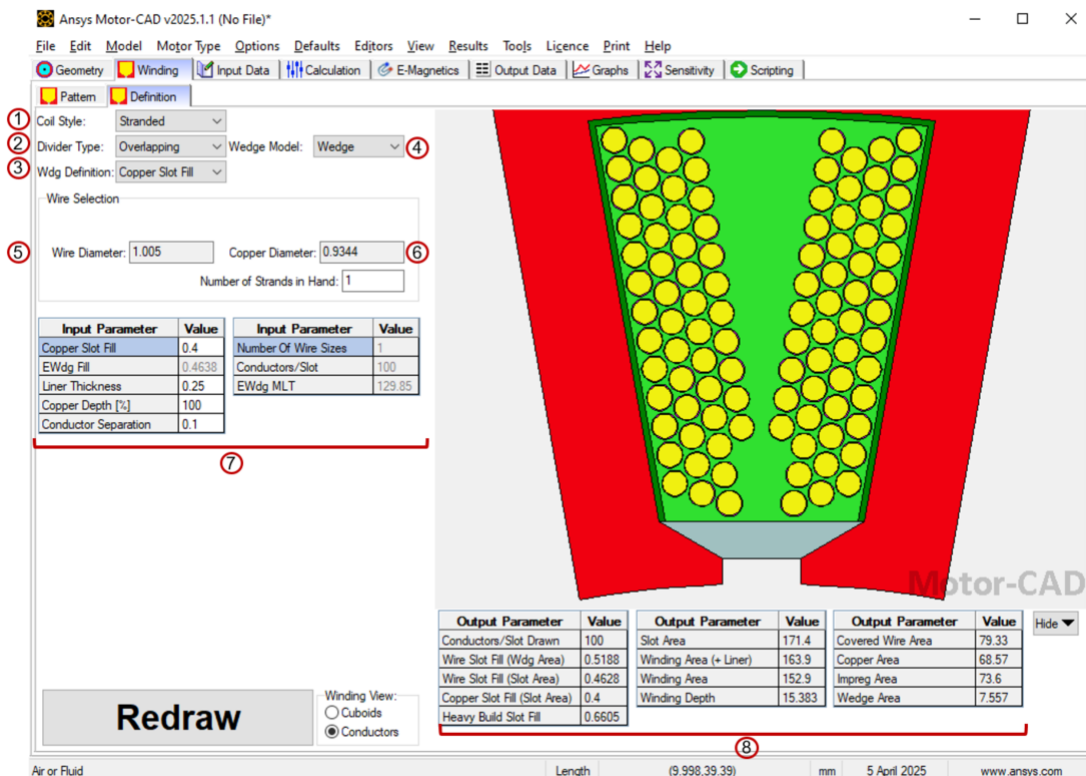 Ansys Motor-CAD v2025.1.1 (No File)*
File Edit Model Motor Type Options Defaults Editors View Results Tools Licence Print Help
Geometry Winding Input Data Calculation E-Magnetics Output Data Graphs Sensitivity Scripting
Pattern Definition
1 Coil Style: Stranded
2 Divider Type: Overlapping Wedge Model: Wedge 4
3 Wdg Definition: Copper Slot Fill
Wire Selection
5 Wire Diameter: 1.005 Copper Diameter: 0.9344 6
Number of Strands in Hand: 1
Input Parameter Value Input Parameter Value
Copper Slot Fill 0.4 Number Of Wire Sizes 1
EWdg Fill 0.4638 Conductors/Slot 100
Liner Thickness 0.25 EWdg MLT 129.85
Copper Depth [%] 100
Conductor Separation 0.1
7
Motor-CAD
Output Parameter Value Output Parameter Value Output Parameter Value Hide
Conductors/Slot Drawn 100 Slot Area 171.4 Covered Wire Area 79.33
Wire Slot Fill (Wdg Area) 0.5188 Winding Area (+ Liner) 163.9 Copper Area 68.57
Wire Slot Fill (Slot Area) 0.4628 Winding Area 152.9 Impreg Area 73.6
Copper Slot Fill (Slot Area) 0.4 Winding Depth 15.383 Wedge Area 7.557
Heavy Build Slot Fill 0.6605
8
Redraw
Winding View:
Cuboids
Conductors
Air or Fluid Length (9.998,39.39) mm 5 April 2025 www.ansys.com